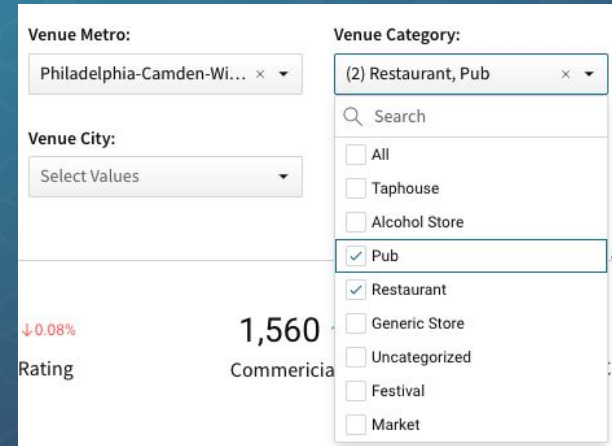 Venue Metro:
Venue Category:
Philadelphia-Camden-Wi... × 
(2) Restaurant, Pub ×
Search
Venue City:
Select Values
All
Taphouse
Alcohol Store
Pub
Restaurant
Generic Store
Uncategorized
Festival
Market
↓0.08%
Rating
1,560
Commericia